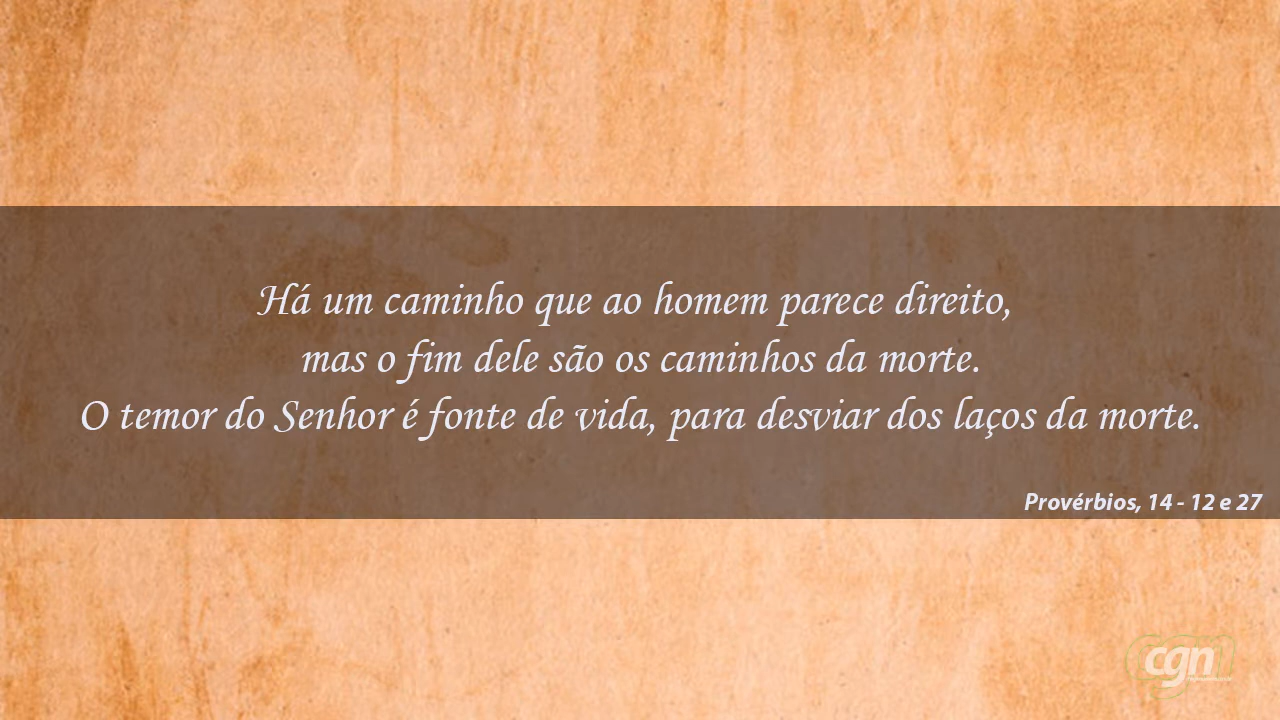 Há um caminho que ao homem parece direito,
mas o fim dele são os caminhos da morte.
O temor do Senhor é fonte de vida, para desviar dos laços da morte.
Provérbios, 14 - 12 e 27
cgn